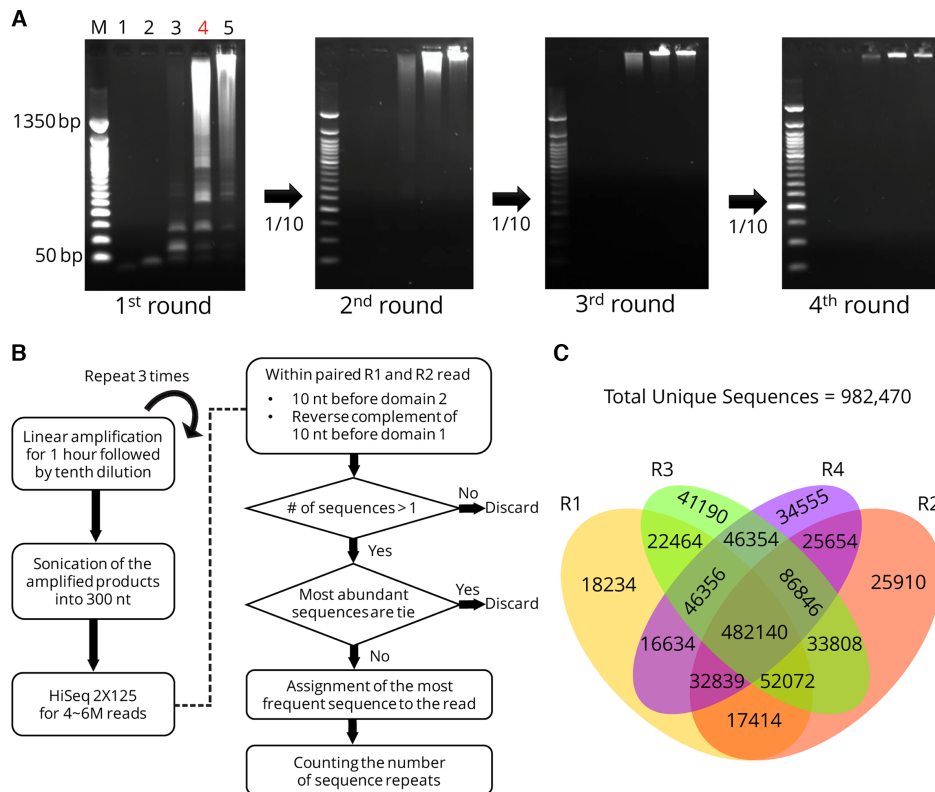 A
M 1 2 3 4 5
1350 bp
50 bp
1/10
1/10
1/10
1st round
2nd round
3rd round
4th round
B
Repeat 3 times
Linear amplification
for 1 hour followed
by tenth dilution
Sonication of the
amplified products
into 300 nt
HiSeq 2X125
for 4~6M reads
Within paired R1 and R2 read
• 10 nt before domain 2
• Reverse complement of
10 nt before domain 1
# of sequences > 1
No
Discard
Yes
Most abundant
sequences are tie
Yes
Discard
No
Assignment of the most
frequent sequence to the read
Counting the number
of sequence repeats
C
Total Unique Sequences = 982,470
R1
R3
R4
R2
41190
34555
22464
46354
25654
18234
46356
86846
25910
16634
482140
33808
32839
52072
17414